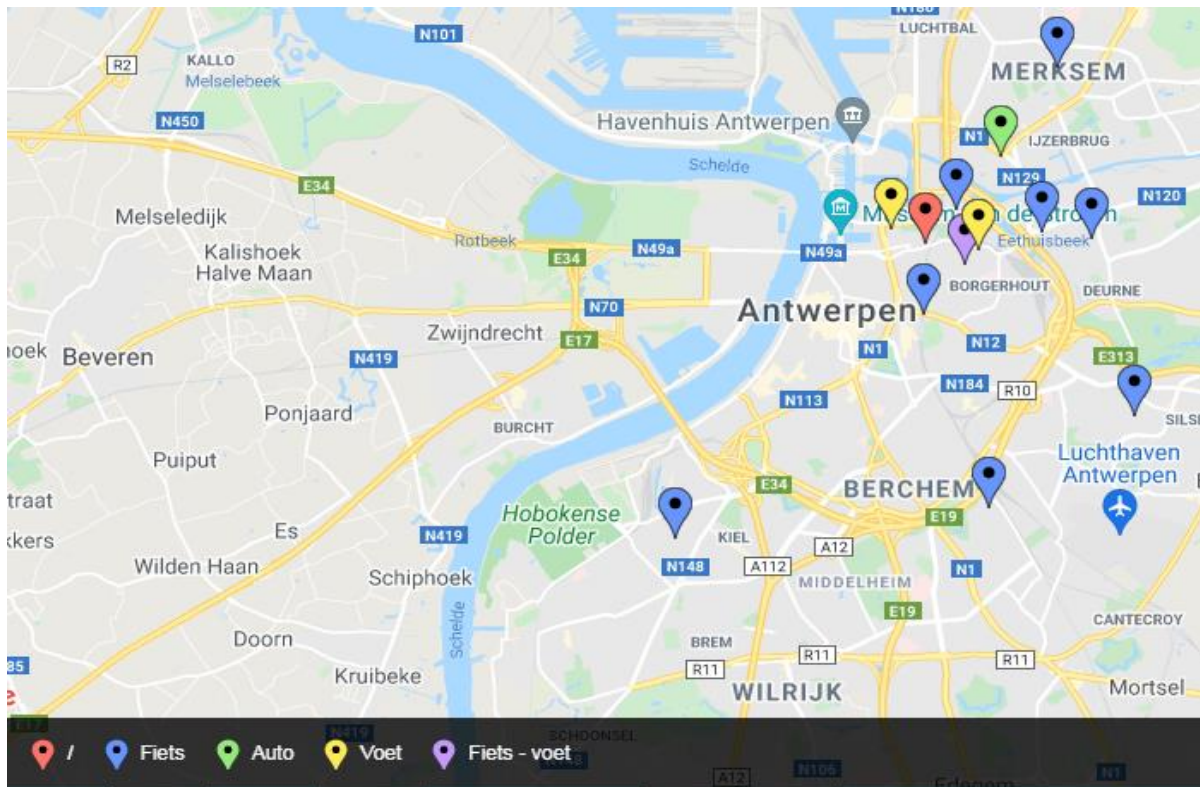 N180
LUCHTBAL
N101
KALLO
R2
Melselebeek
MERKSEM
N450
Havenhuis Antwerpen
N1
IJZERBRUG
Schelde
N129
E34
N120
Melseledijk
Rotbeek
N49a
N49a
Eethuisbeek
Kalishoek
Halve Maan
E34
BORGERHOUT
DEURNE
N70
Antwerpen
Zwijndrecht
E17
N1
N12
Beveren
N419
E313
N184
R10
N113
Ponjaard
BURCHT
Puiput
Luchthaven
Antwerpen
E34
BERCHEM
Hobokense
Polder
E19
Es
N419
KIEL
A12
Wilden Haan
Schiphoek
N148
A112
MIDDELHEIM
N1
E19
Schelde
CANTECROY
Doorn
BREM
R11
R11
R11
Kruibeke
WILRIJK
Mortsel
E17
N419
SCHOONSEL
A12
N106
Edegem
N1
/ Fiets Auto Voet Fiets - voet